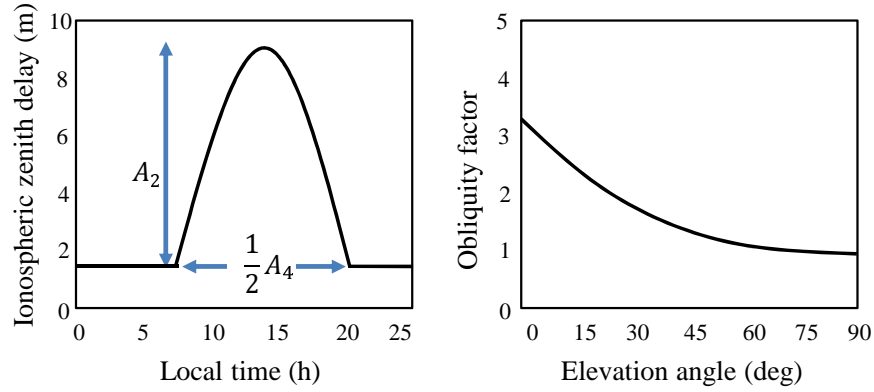 Ionospheric zenith delay (m)
10
8
6
4
2
0
A₂
½ A₄
0 5 10 15 20 25
Local time (h)
Obliquity factor
5
4
3
2
1
0
0 15 30 45 60 75 90
Elevation angle (deg)